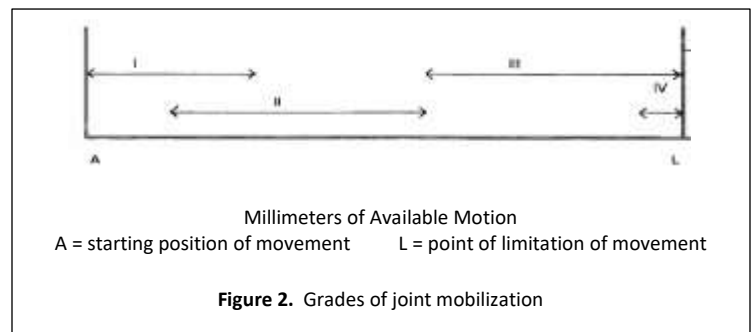 I III
IV
II
A L
Millimeters of Available Motion
A = starting position of movement L = point of limitation of movement
Figure 2. Grades of joint mobilization